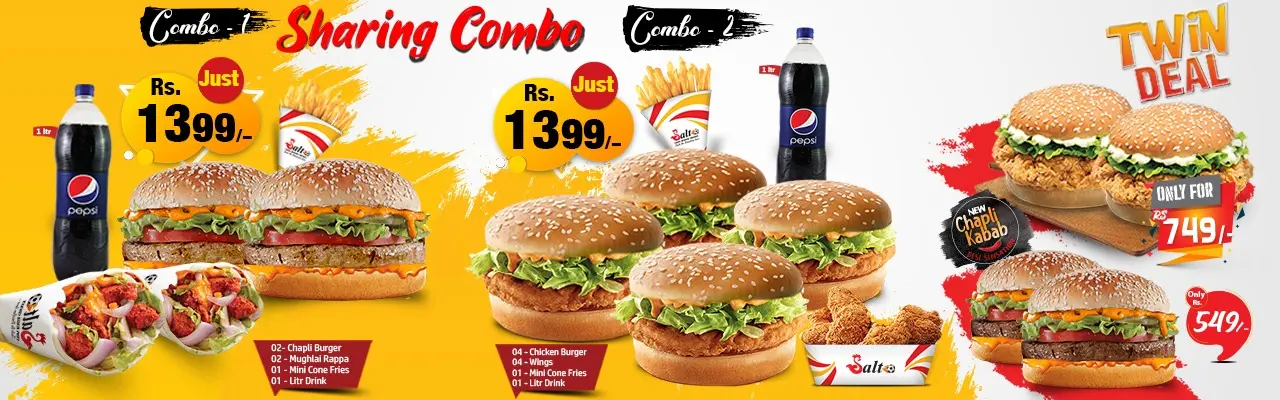 Combo - 1
Sharing Combo
Combo - 2
Rs.
Just
1399/-
1 ltr
pepsi
02- Chapli Burger
02 - Mughlai Rappa
01 - Mini Cone Fries
01 - Litr Drink
Rs.
Just
1399/-
Salto
1 ltr
pepsi
04 - Chicken Burger
04 - Wings
01 - Mini Cone Fries
01 - Litr Drink
Salto
TWiN
DEAL
ONLY FOR
RS
749/-
NEW
Chapli
Kabab
Only
Rs.
549/-